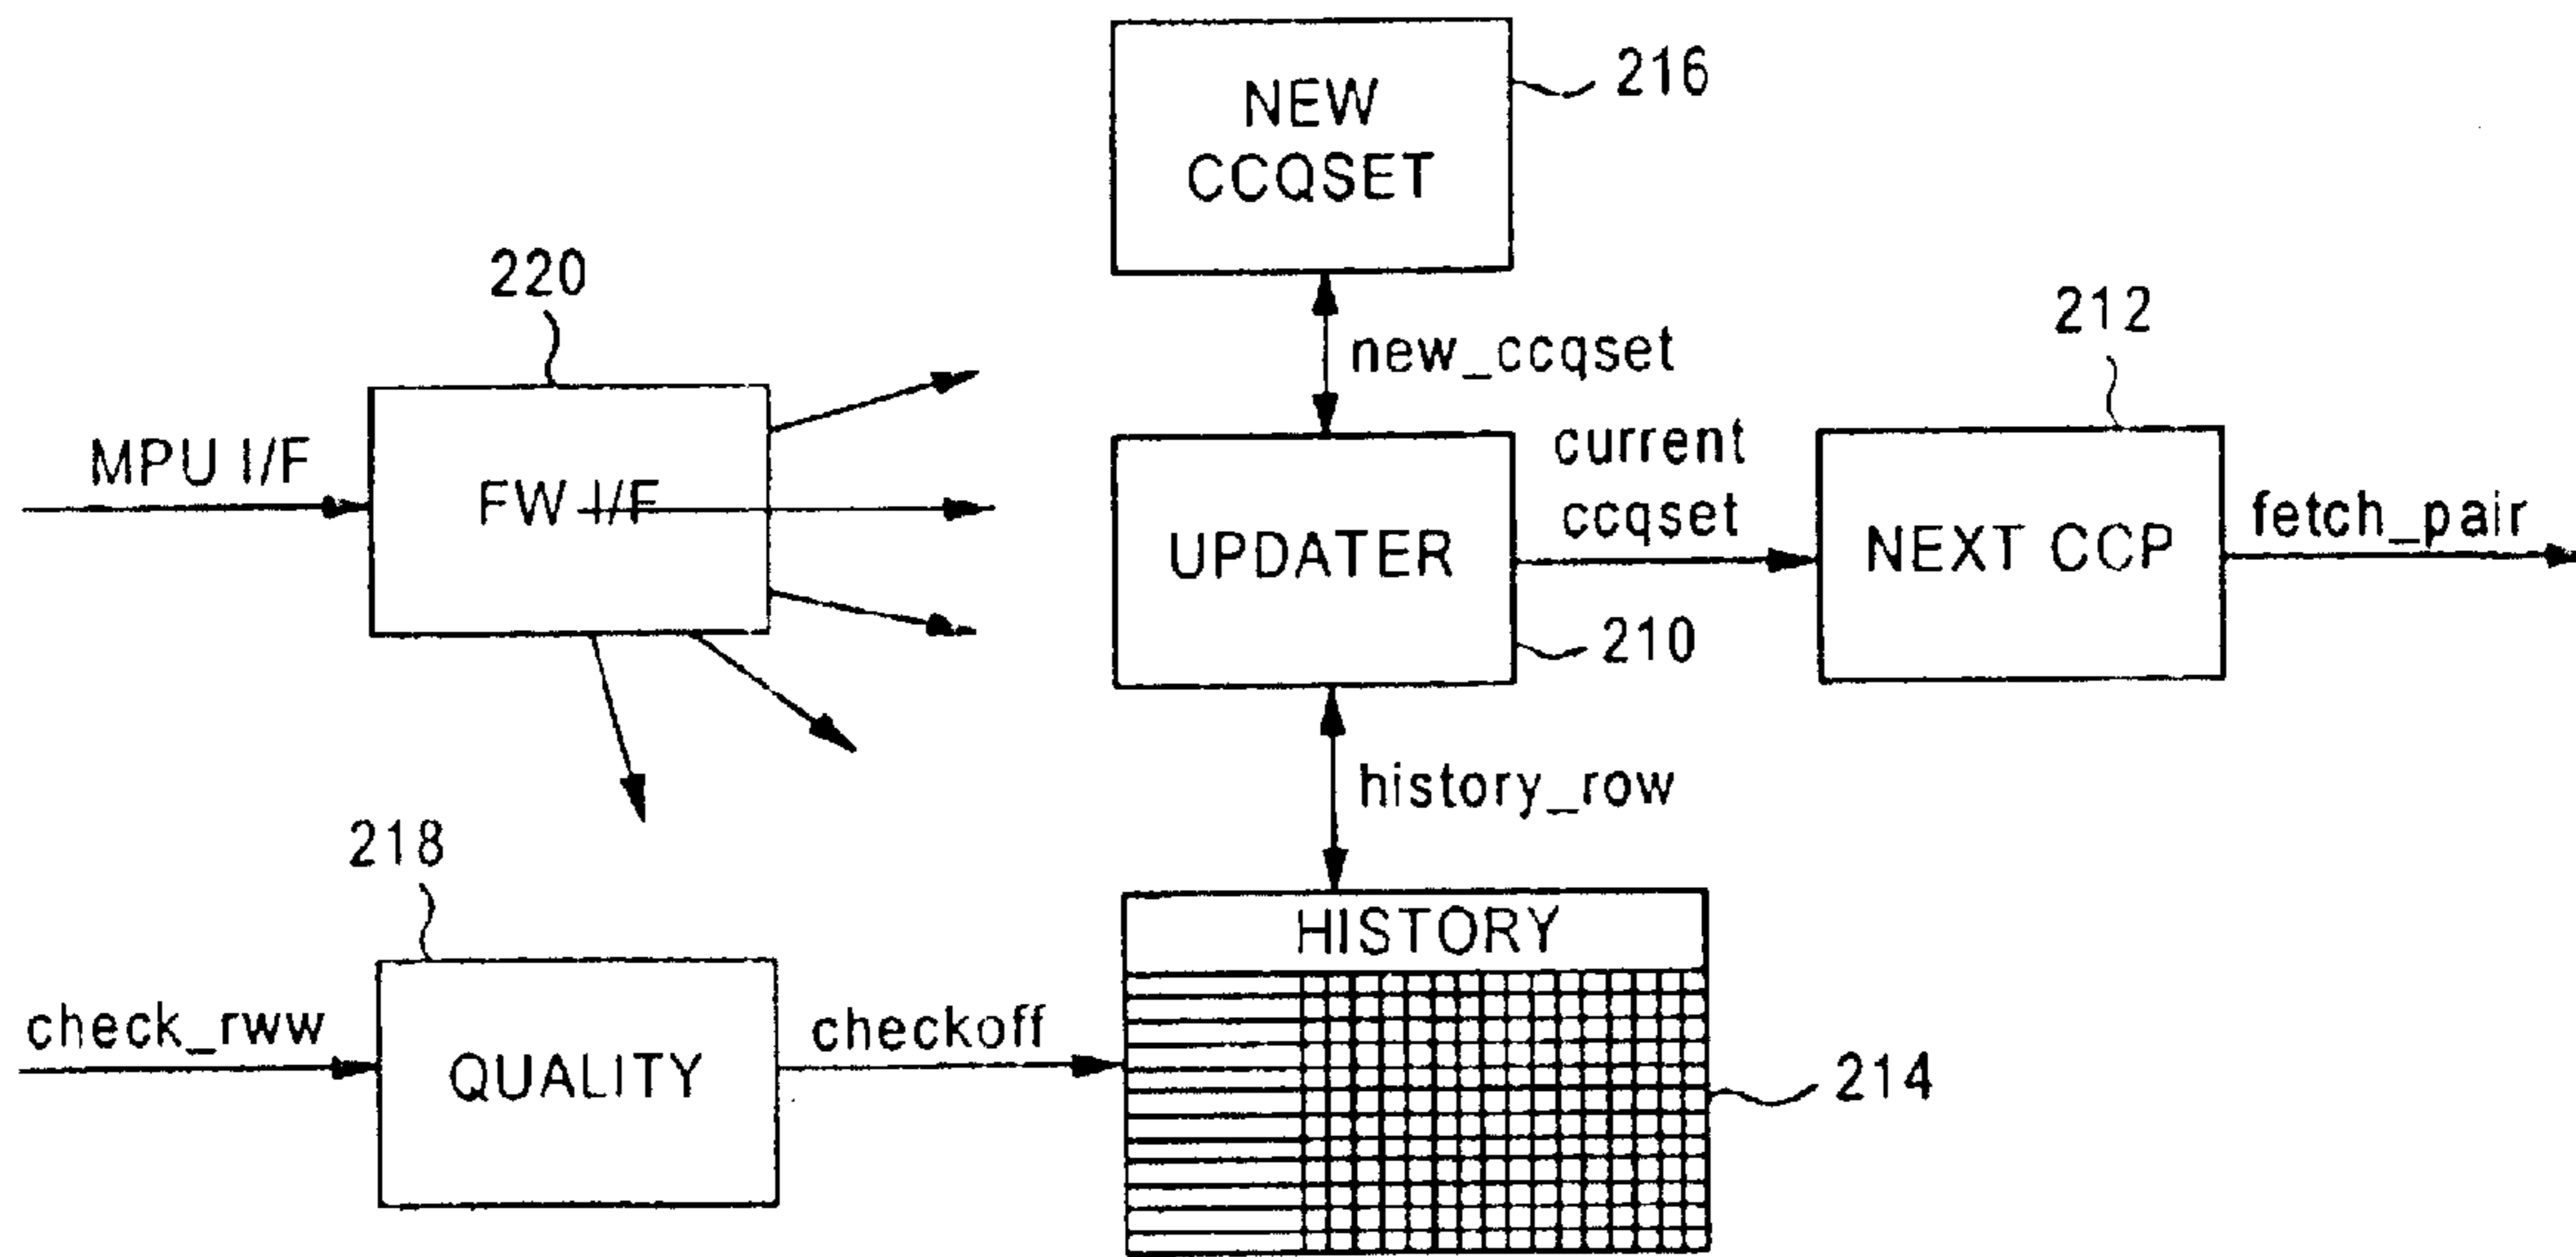 NEW
CCQSET
216
220
new_ccqset
212
MPU I/F
FW I/F
current
ccqset
UPDATER
NEXT CCP
fetch_pair
210
history_row
218
HISTORY
check_rww
QUALITY
checkoff
214